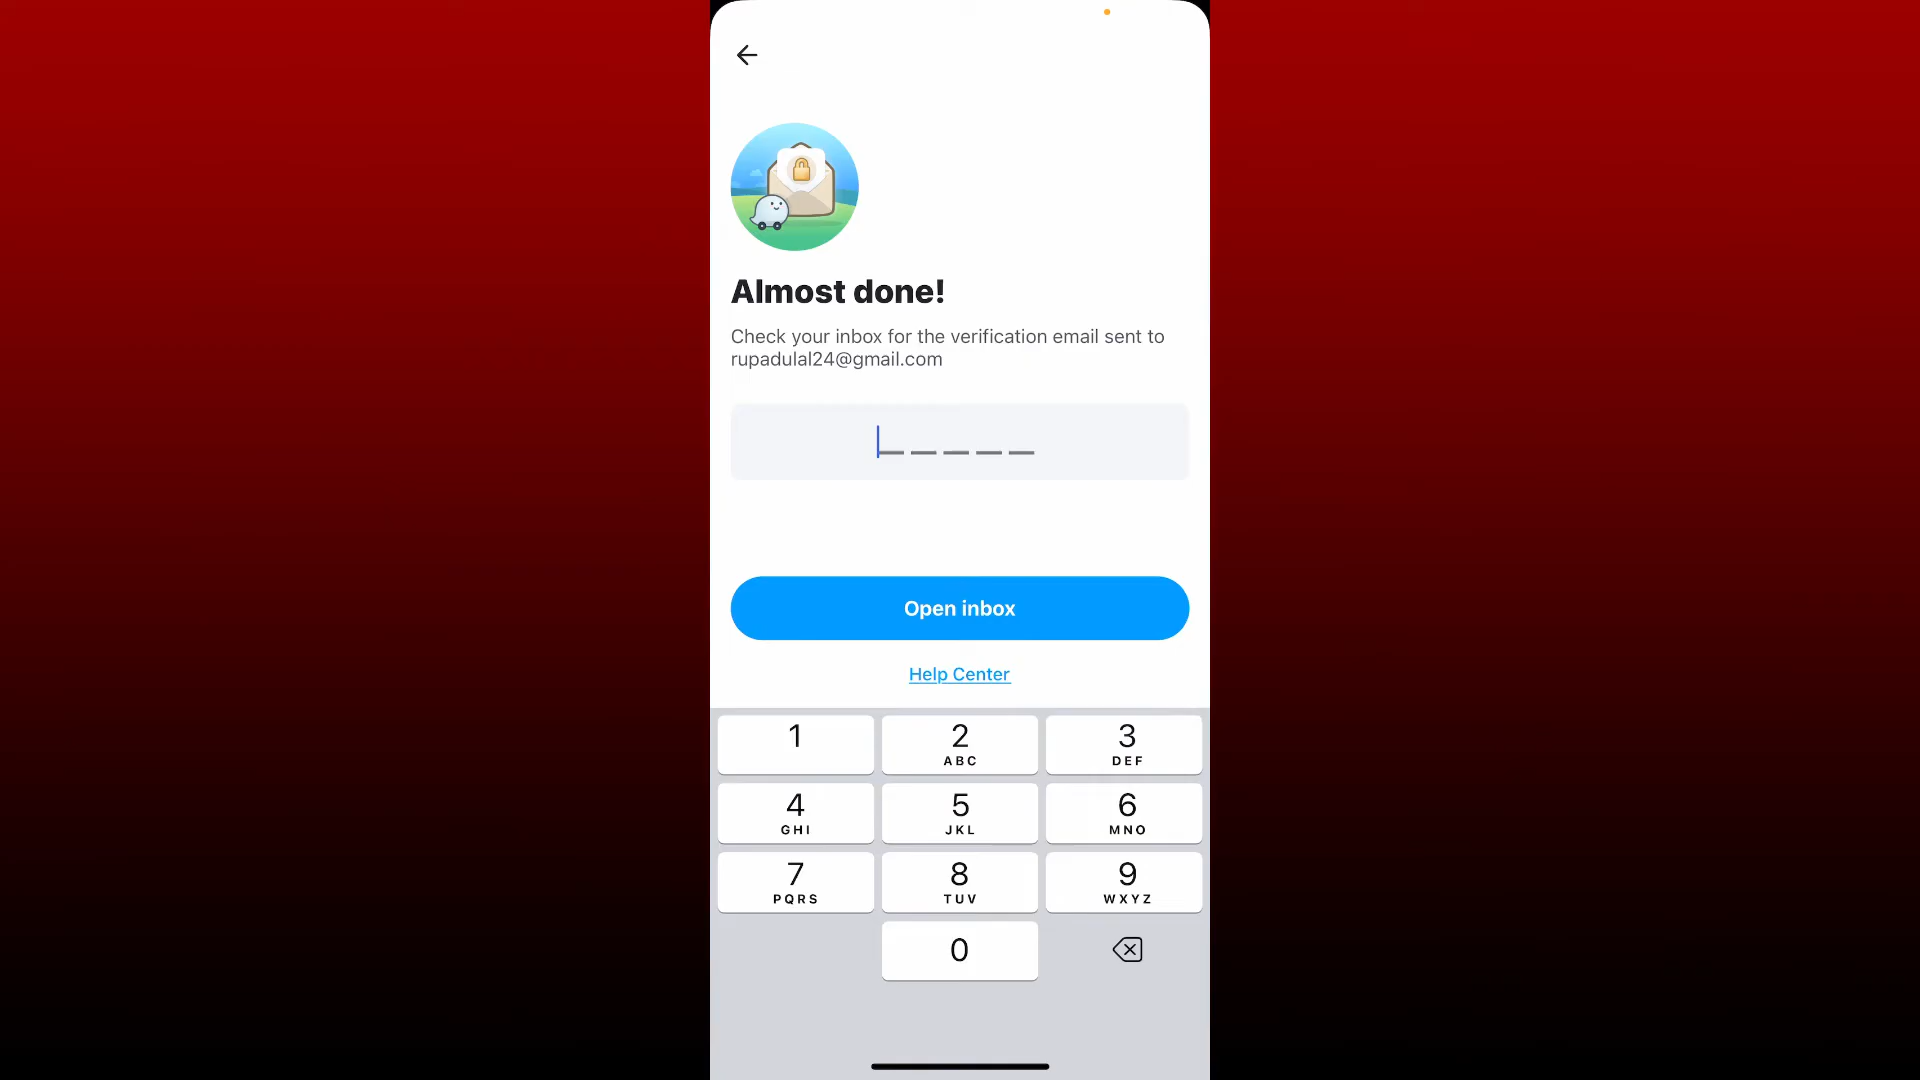 Almost done!
Check your inbox for the verification email sent to
rupadulal24@gmail.com
Open inbox
Help Center
1
2
ABC
3
DEF
4
GHI
5
JKL
6
MNO
7
PQRS
8
TUV
9
WXYZ
0